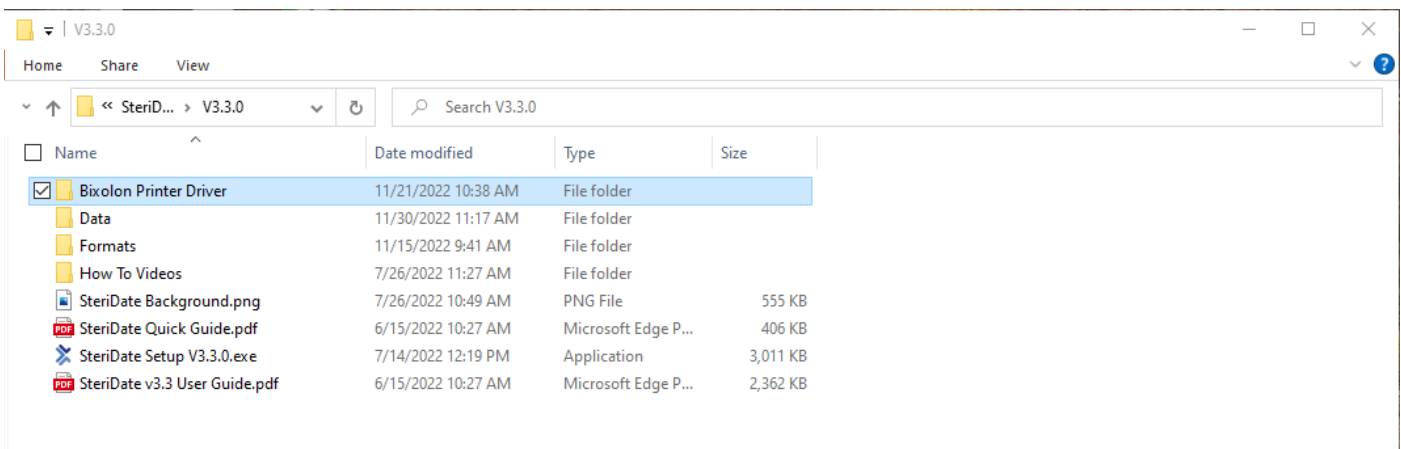 V3.3.0
Home Share View
« SteriD... › V3.3.0 Search V3.3.0
Name Date modified Type Size
Bixolon Printer Driver 11/21/2022 10:38 AM File folder
Data 11/30/2022 11:17 AM File folder
Formats 11/15/2022 9:41 AM File folder
How To Videos 7/26/2022 11:27 AM File folder
SteriDate Background.png 7/26/2022 10:49 AM PNG File 555 KB
PDF SteriDate Quick Guide.pdf 6/15/2022 10:27 AM Microsoft Edge P... 406 KB
SteriDate Setup V3.3.0.exe 7/14/2022 12:19 PM Application 3,011 KB
PDF SteriDate v3.3 User Guide.pdf 6/15/2022 10:27 AM Microsoft Edge P... 2,362 KB